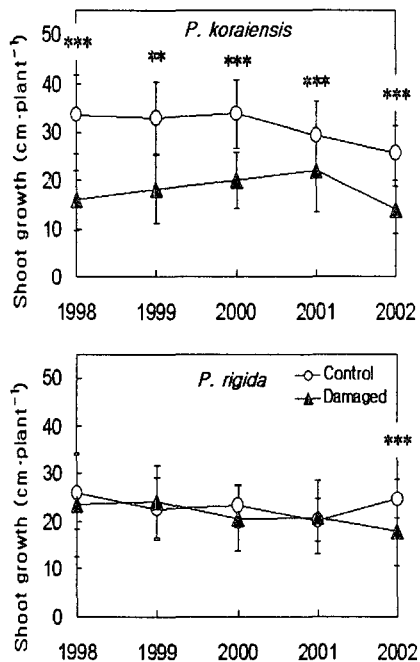 P. koraiensis
Shoot growth (cm·plant⁻¹)
50
40
30
20
10
0
*** ** *** *** ***
1998 1999 2000 2001 2002
P. rigida
Control
Damaged
Shoot growth (cm·plant⁻¹)
50
40
30
20
10
0
***
1998 1999 2000 2001 2002